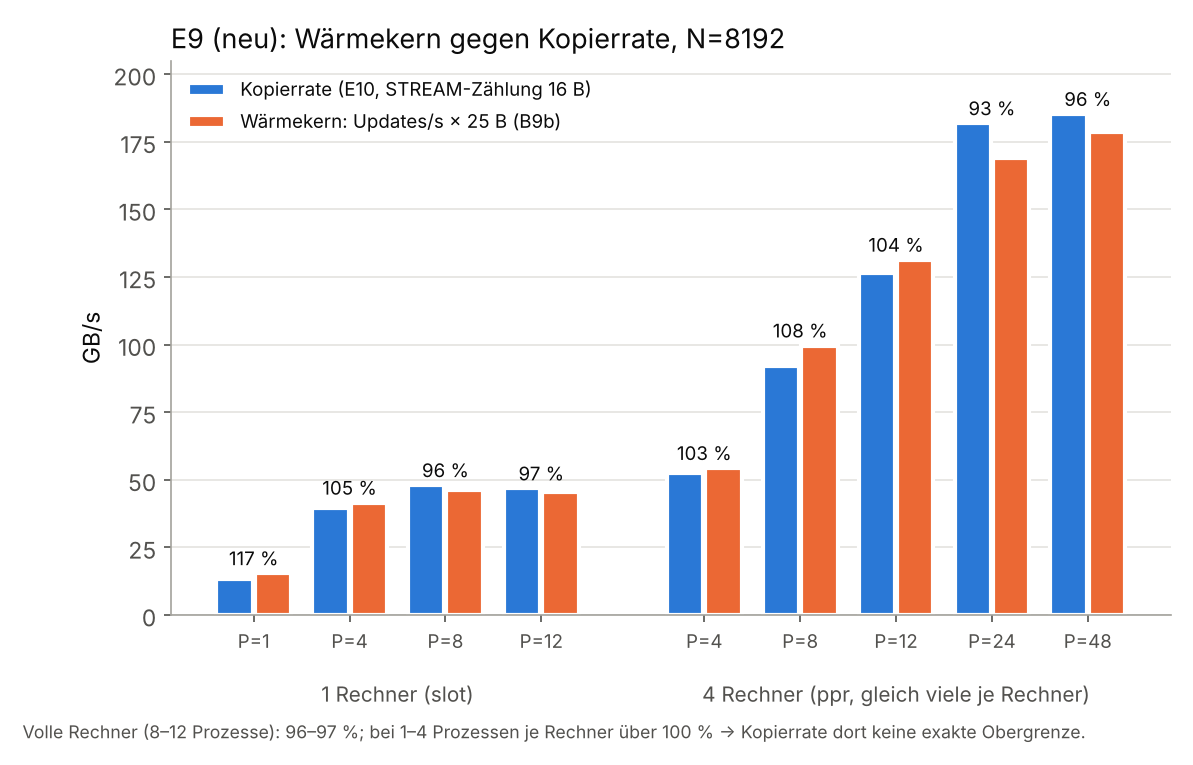 E9 (neu): Wärmekern gegen Kopierrate, N=8192
Kopierrate (E10, STREAM-Zählung 16 B)
Wärmekern: Updates/s × 25 B (B9b)
GB/s
200
175
150
125
100
75
50
25
0
117 %
105 %
96 %
97 %
103 %
108 %
104 %
93 %
96 %
P=1
P=4
P=8
P=12
P=4
P=8
P=12
P=24
P=48
1 Rechner (slot)
4 Rechner (ppr, gleich viele je Rechner)
Volle Rechner (8–12 Prozesse): 96–97 %; bei 1–4 Prozessen je Rechner über 100 % → Kopierrate dort keine exakte Obergrenze.